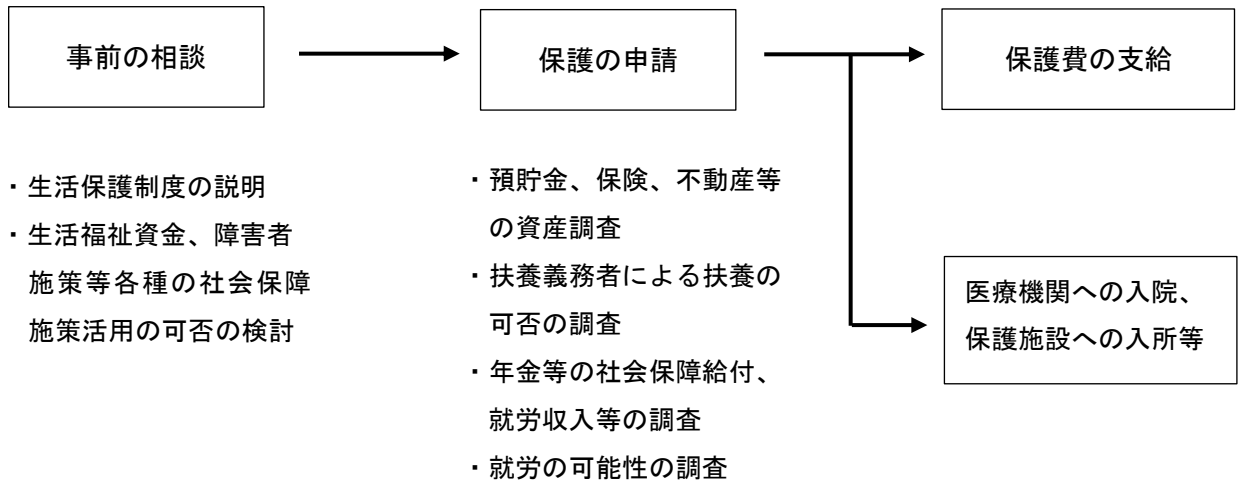 事前の相談
保護の申請
保護費の支給
・生活保護制度の説明
・生活福祉資金、障害者
施策等各種の社会保障
施策活用の可否の検討
・預貯金、保険、不動産等
の資産調査
・扶養義務者による扶養の
可否の調査
・年金等の社会保障給付、
就労収入等の調査
・就労の可能性の調査
医療機関への入院、
保護施設への入所等